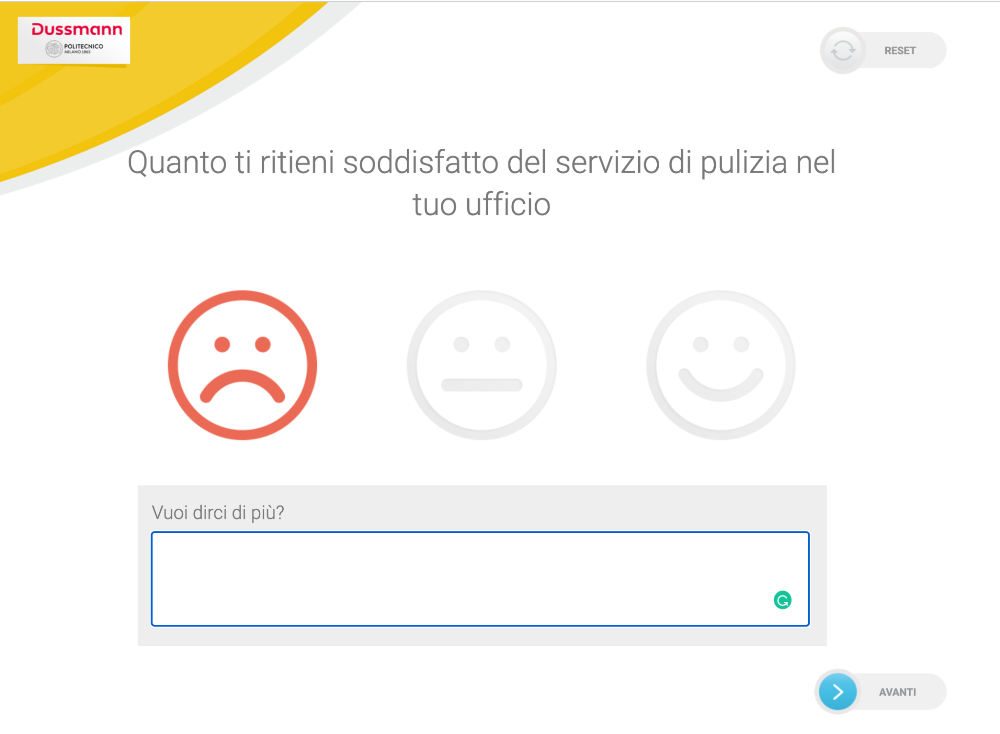 Dussmann
POLITECNICO
MILANO 1863
RESET
Quanto ti ritieni soddisfatto del servizio di pulizia nel
tuo ufficio
Vuoi dirci di più?
AVANTI